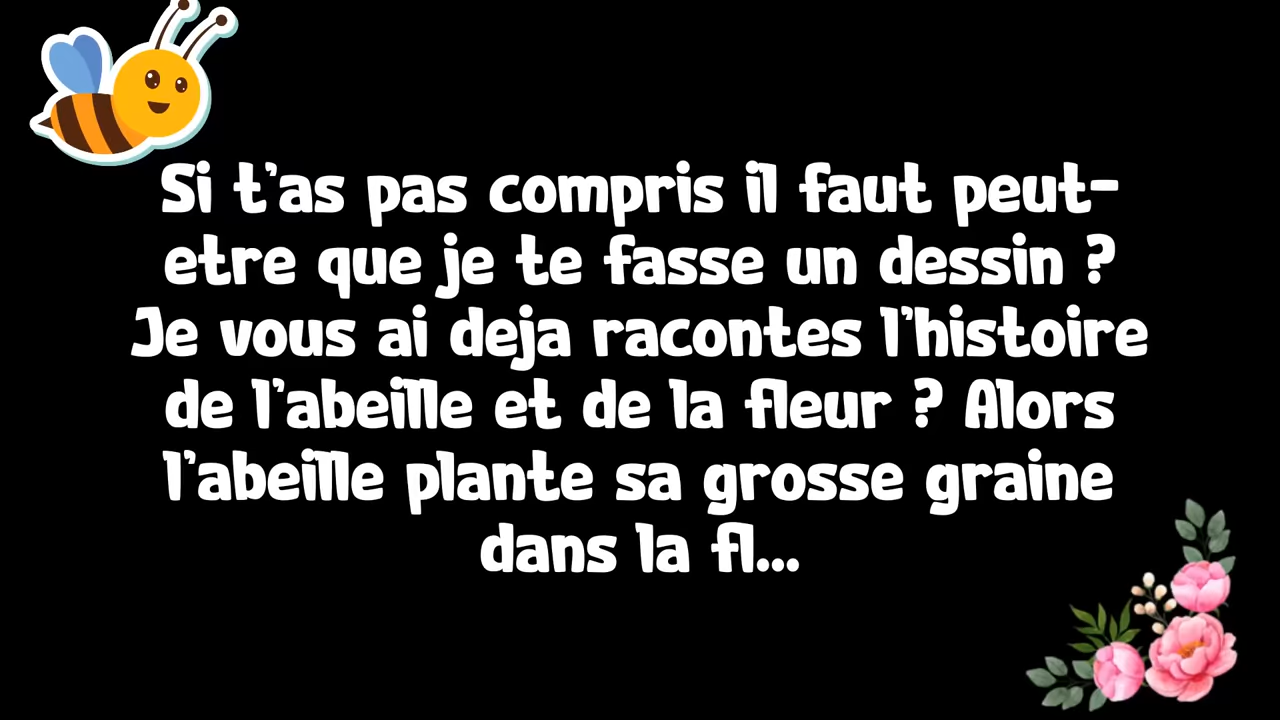 Si t'as pas compris il faut peut-
etre que je te fasse un dessin ?
Je vous ai deja racontes l'histoire
de l'abeille et de la fleur ? Alors
l'abeille plante sa grosse graine
dans la fl...